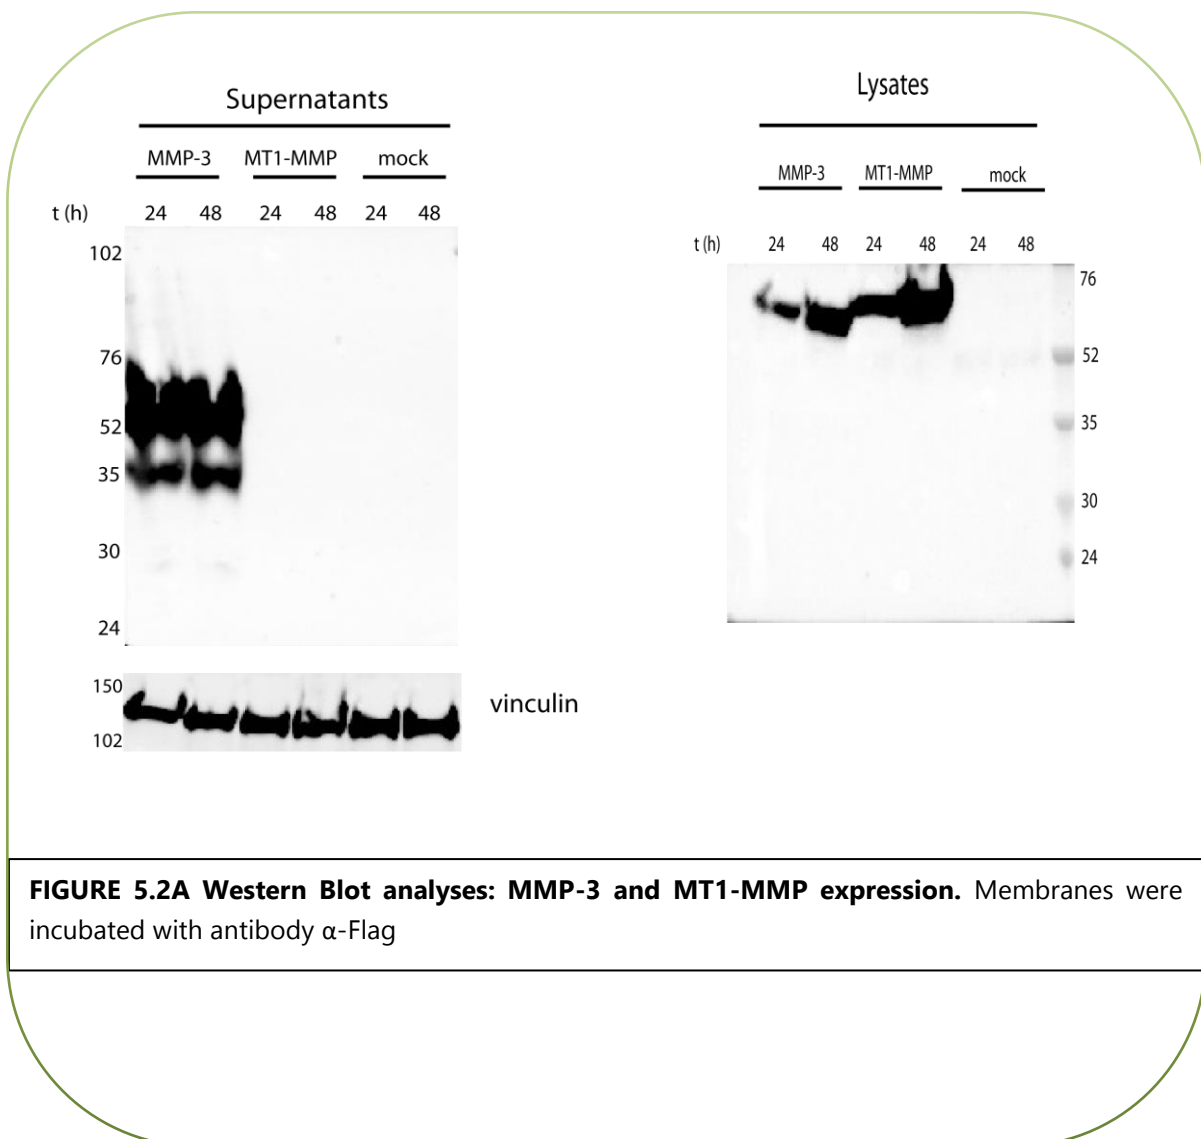 Supernatants
MMP-3 MT1-MMP mock
t (h) 24 48 24 48 24 48
102
76
52
35
30
24
150
102
vinculin
Lysates
MMP-3 MT1-MMP mock
t (h) 24 48 24 48 24 48
76
52
35
30
24
FIGURE 5.2A Western Blot analyses: MMP-3 and MT1-MMP expression. Membranes were
incubated with antibody α-Flag